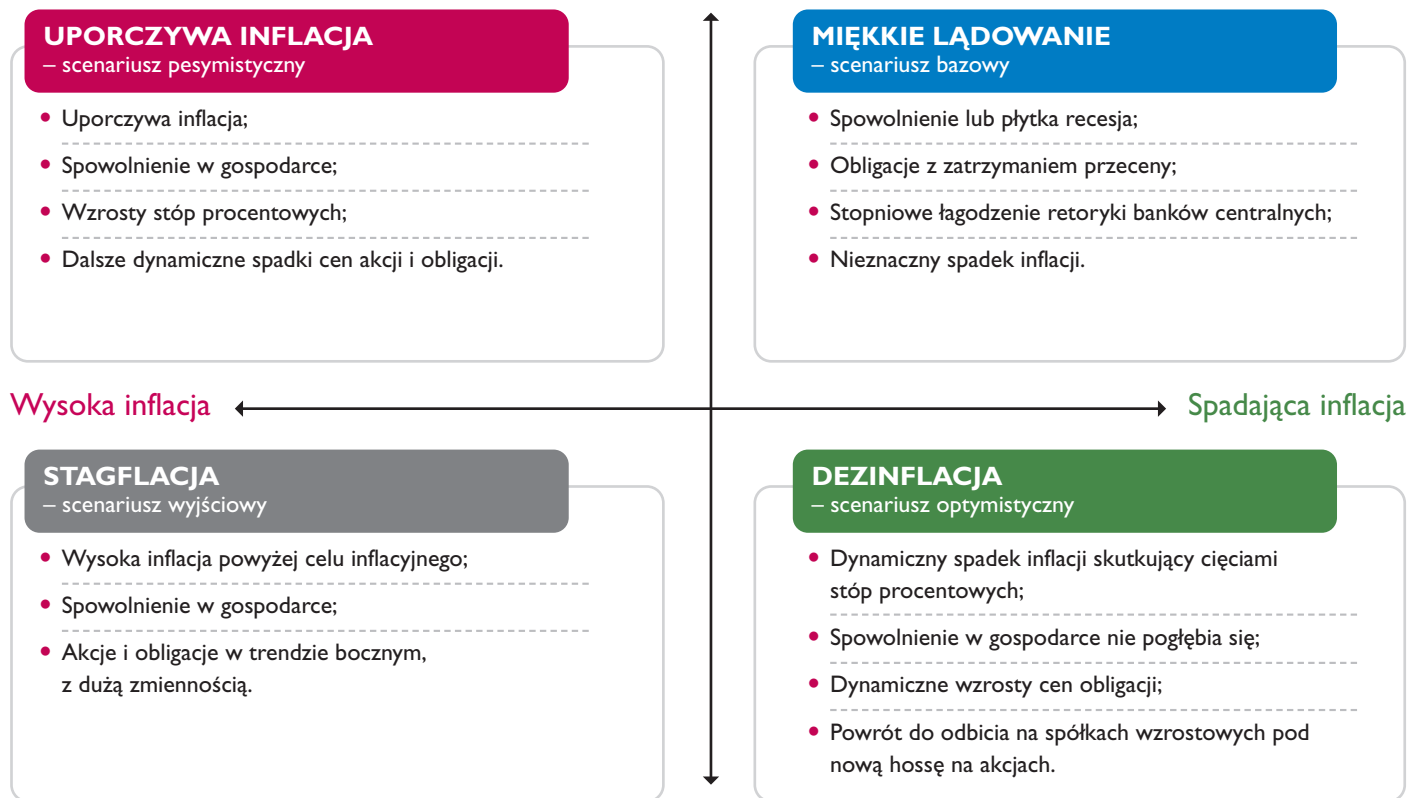 UPORCZYWA INFLACJA
– scenariusz pesymistyczny
• Uporczywa inflacja;
• Spowolnienie w gospodarce;
• Wzrosty stóp procentowych;
• Dalsze dynamiczne spadki cen akcji i obligacji.
MIĘKKIE LĄDOWANIE
– scenariusz bazowy
• Spowolnienie lub płytka recesja;
• Obligacje z zatrzymaniem przeceny;
• Stopniowe łagodzenie retoryki banków centralnych;
• Nieznaczny spadek inflacji.
Wysoka inflacja
Spadająca inflacja
STAGFLACJA
– scenariusz wyjściowy
• Wysoka inflacja powyżej celu inflacyjnego;
• Spowolnienie w gospodarce;
• Akcje i obligacje w trendzie bocznym,
z dużą zmiennością.
DEZINFLACJA
– scenariusz optymistyczny
• Dynamiczny spadek inflacji skutkujący cięciami
stóp procentowych;
• Spowolnienie w gospodarce nie pogłębia się;
• Dynamiczne wzrosty cen obligacji;
• Powrót do odbicia na spółkach wzrostowych pod
nową hossę na akcjach.